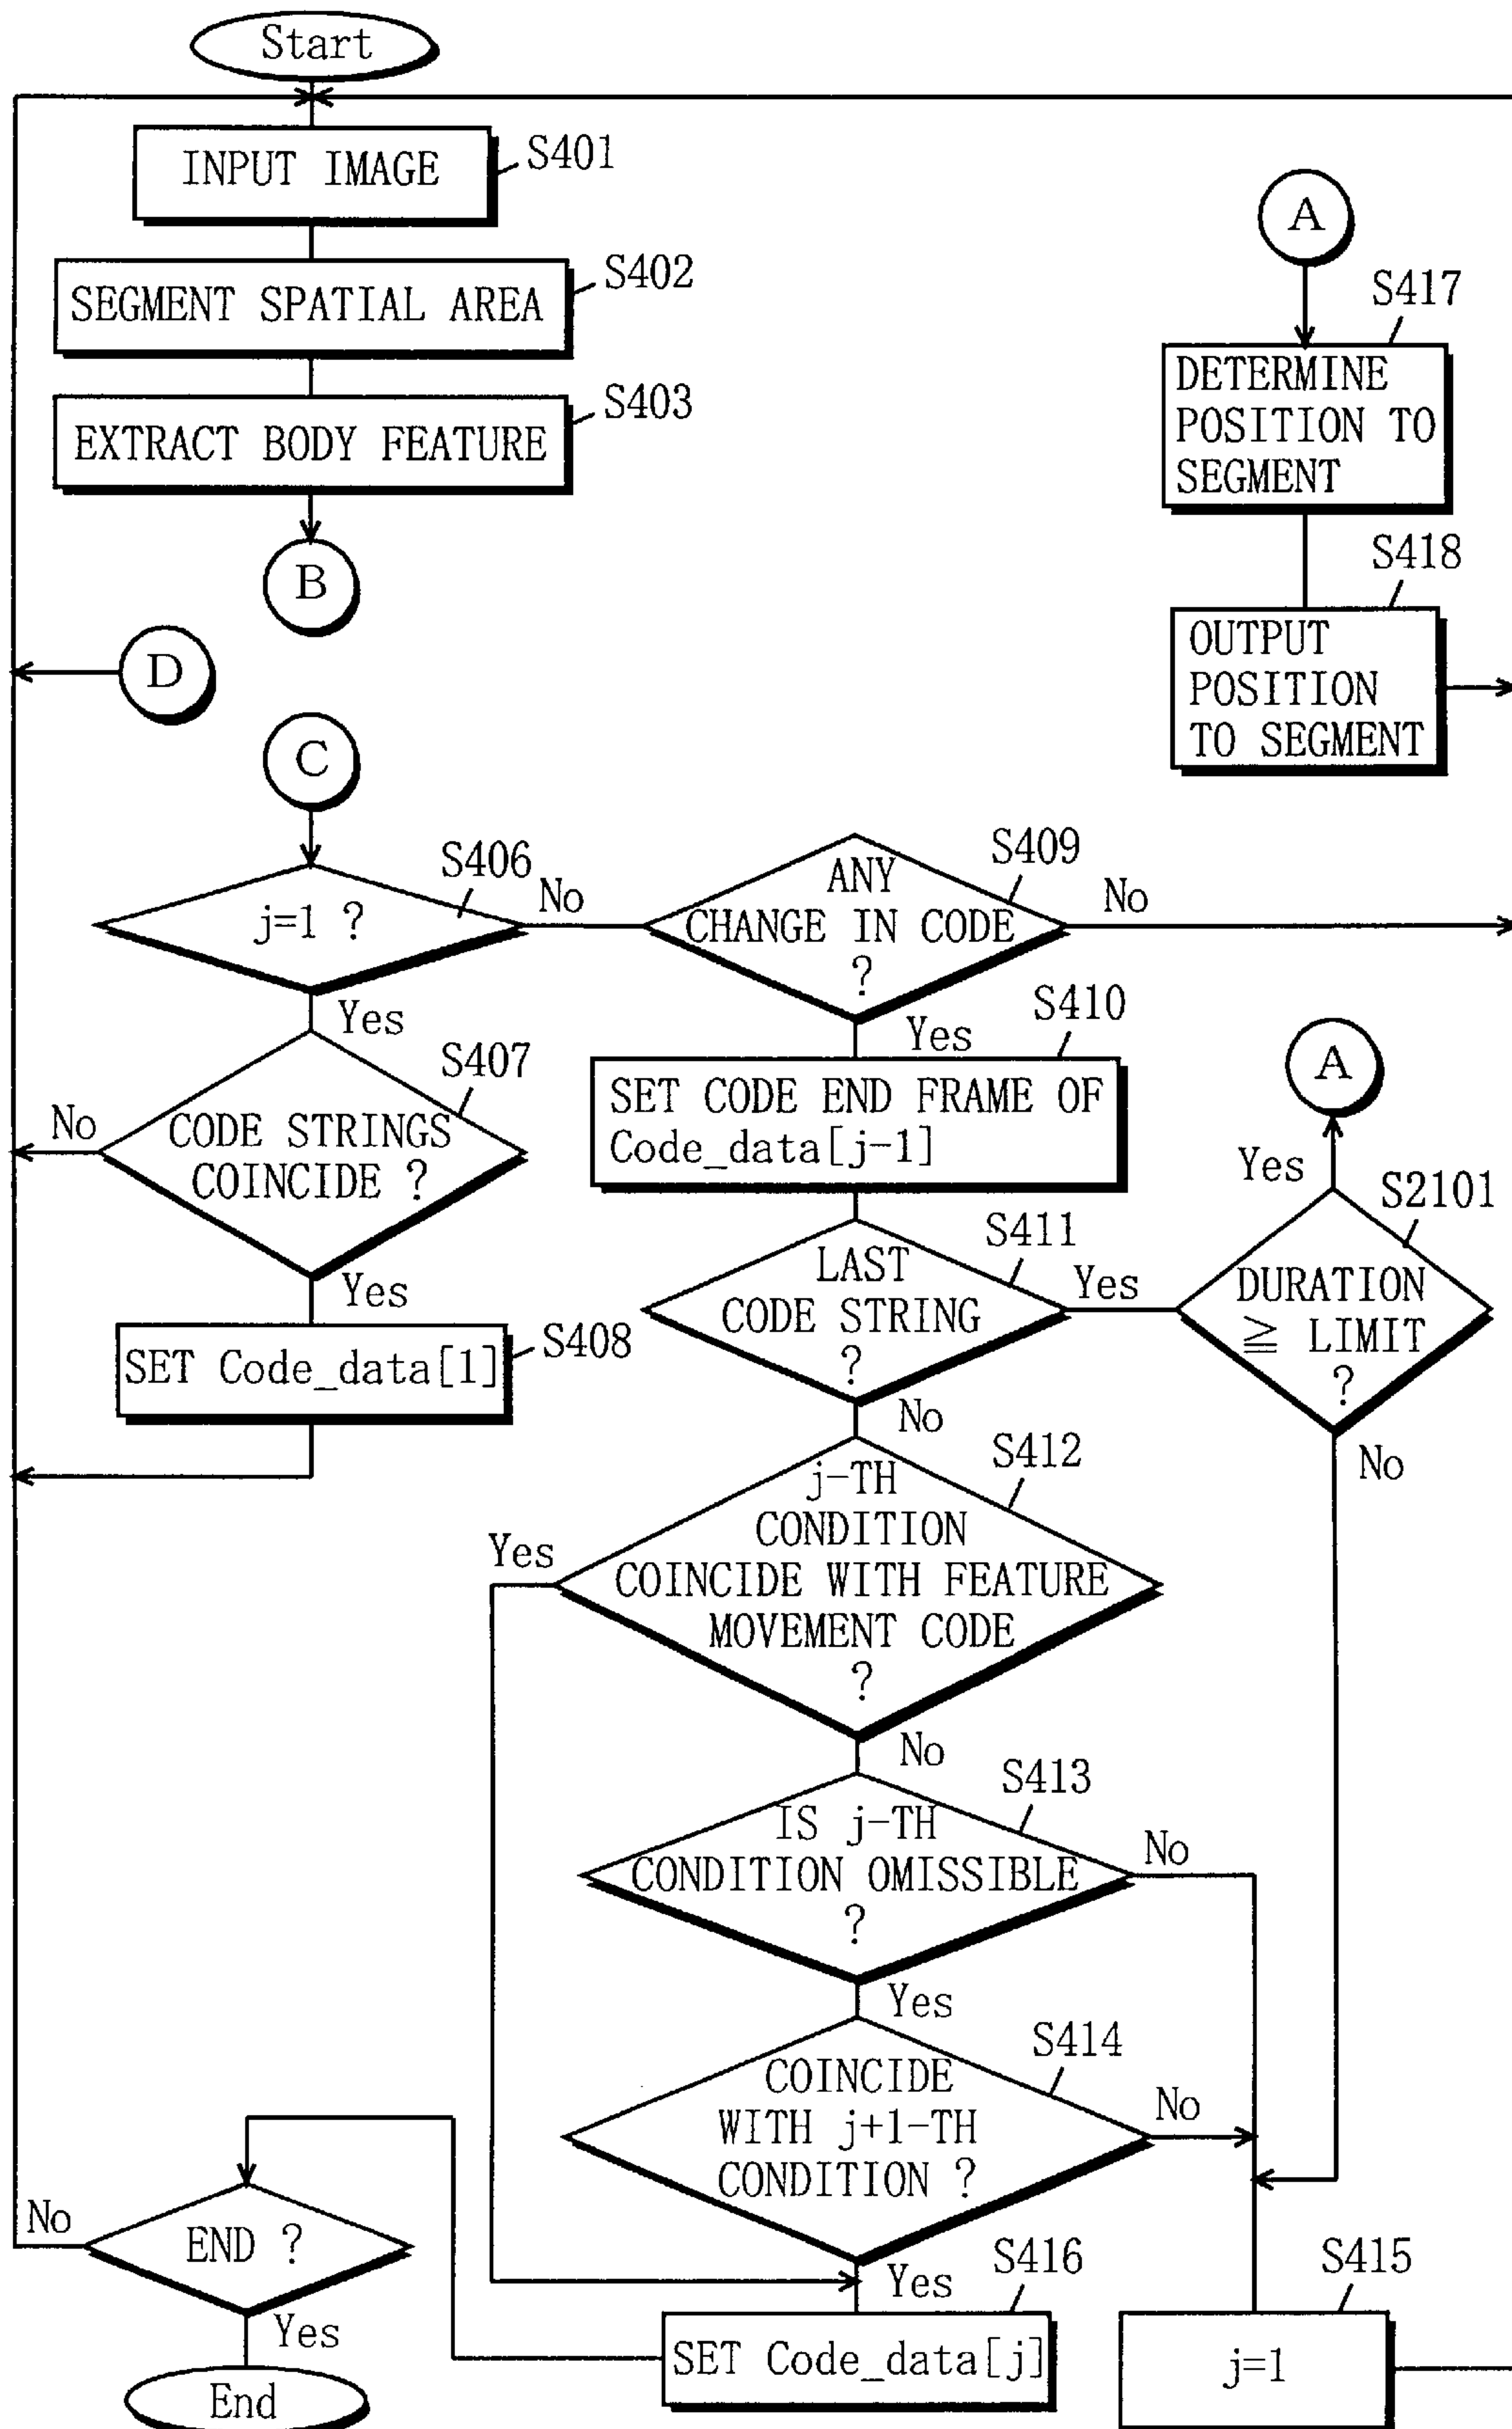 Start
INPUT IMAGE
S401
SEGMENT SPATIAL AREA
S402
EXTRACT BODY FEATURE
S403
B
D
A
S417
DETERMINE
POSITION TO
SEGMENT
S418
OUTPUT
POSITION
TO SEGMENT
C
S406
j=1 ?
No
Yes
S407
CODE STRINGS
COINCIDE ?
No
Yes
SET Code_data[1]
S408
S409
ANY
CHANGE IN CODE
?
No
Yes
S410
SET CODE END FRAME OF
Code_data[j-1]
S411
LAST
CODE STRING
?
Yes
No
A
Yes
S2101
DURATION
≧ LIMIT
?
No
S412
j-TH
CONDITION
COINCIDE WITH FEATURE
MOVEMENT CODE
?
Yes
No
S413
IS j-TH
CONDITION OMISSIBLE
?
No
Yes
S414
COINCIDE
WITH j+1-TH
CONDITION ?
No
Yes
S416
SET Code_data[j]
S415
j=1
END ?
No
Yes
End